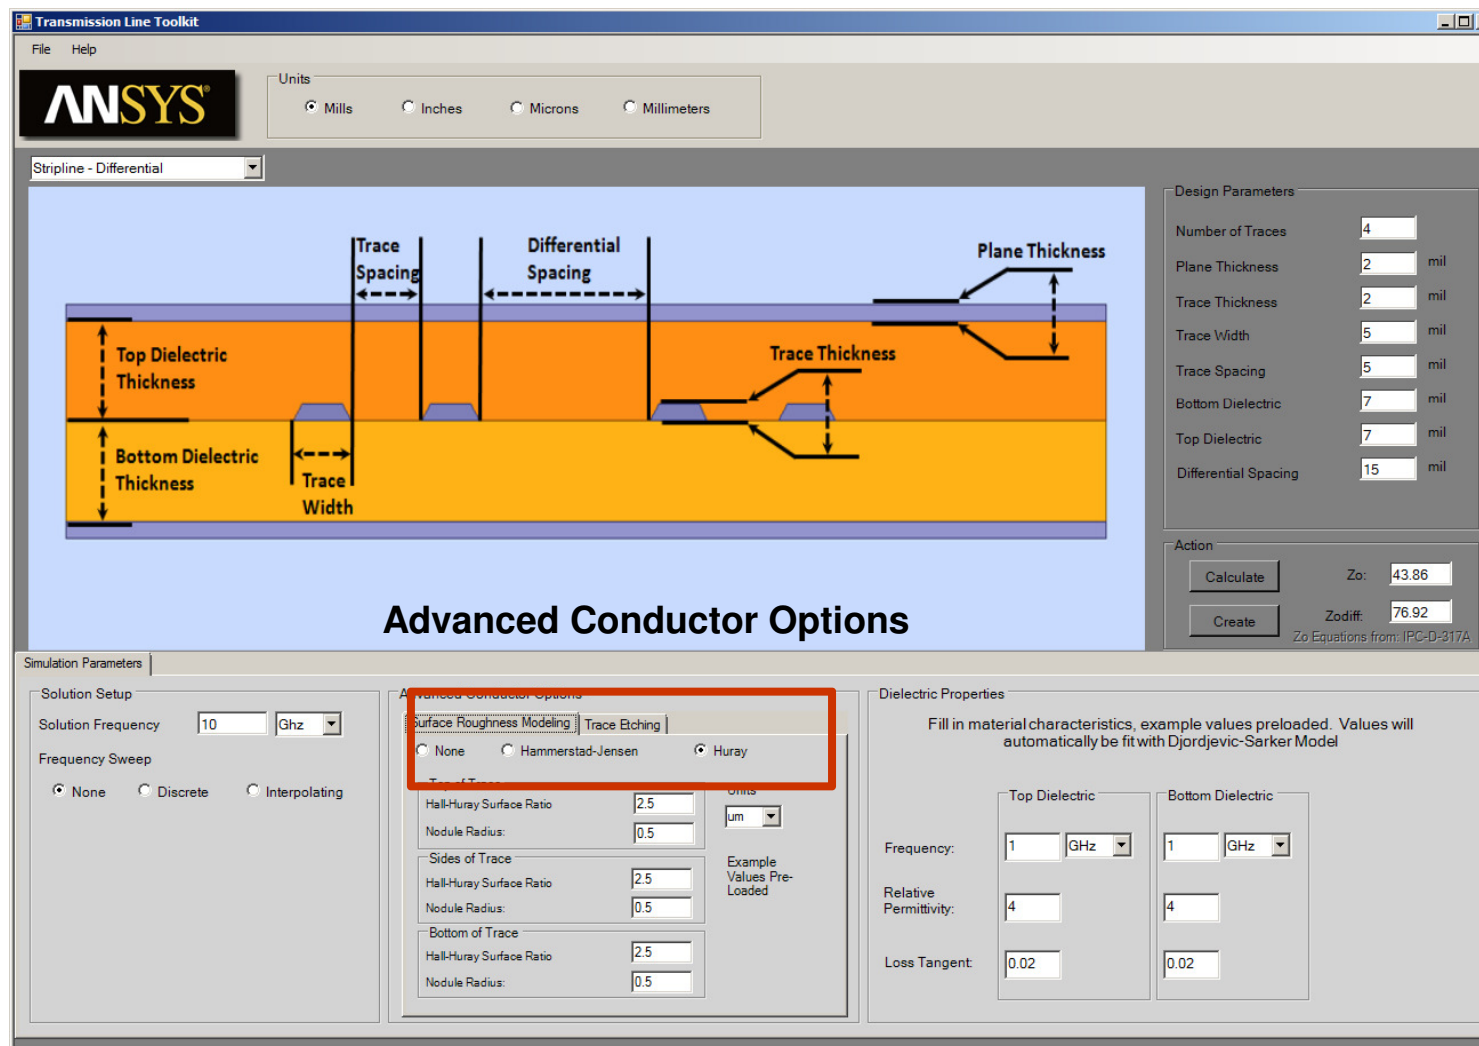 Transmission Line Toolkit
File Help
ANSYS®
Units
Mills Inches Microns Millimeters
Stripline - Differential
Trace Spacing
Differential Spacing
Plane Thickness
Top Dielectric Thickness
Trace Thickness
Bottom Dielectric Thickness
Trace Width
Advanced Conductor Options
Design Parameters
Number of Traces 4
Plane Thickness 2 mil
Trace Thickness 2 mil
Trace Width 5 mil
Trace Spacing 5 mil
Bottom Dielectric 7 mil
Top Dielectric 7 mil
Differential Spacing 15 mil
Action
Calculate Zo: 43.86
Create Zodiff: 76.92
Zo Equations from: IPC-D-317A
Simulation Parameters
Solution Setup
Solution Frequency 10 Ghz
Frequency Sweep
None Discrete Interpolating
Advanced Conductor Options
Surface Roughness Modeling Trace Etching
None Hammerstad-Jensen Huray
Top of Trace
Hall-Huray Surface Ratio 2.5
Nodule Radius: 0.5
Units
um
Sides of Trace
Hall-Huray Surface Ratio 2.5
Nodule Radius: 0.5
Example
Values Pre-
Loaded
Bottom of Trace
Hall-Huray Surface Ratio 2.5
Nodule Radius: 0.5
Dielectric Properties
Fill in material characteristics, example values preloaded. Values will
automatically be fit with Djordjevic-Sarker Model
Top Dielectric Bottom Dielectric
Frequency: 1 GHz 1 GHz
Relative
Permittivity: 4 4
Loss Tangent: 0.02 0.02